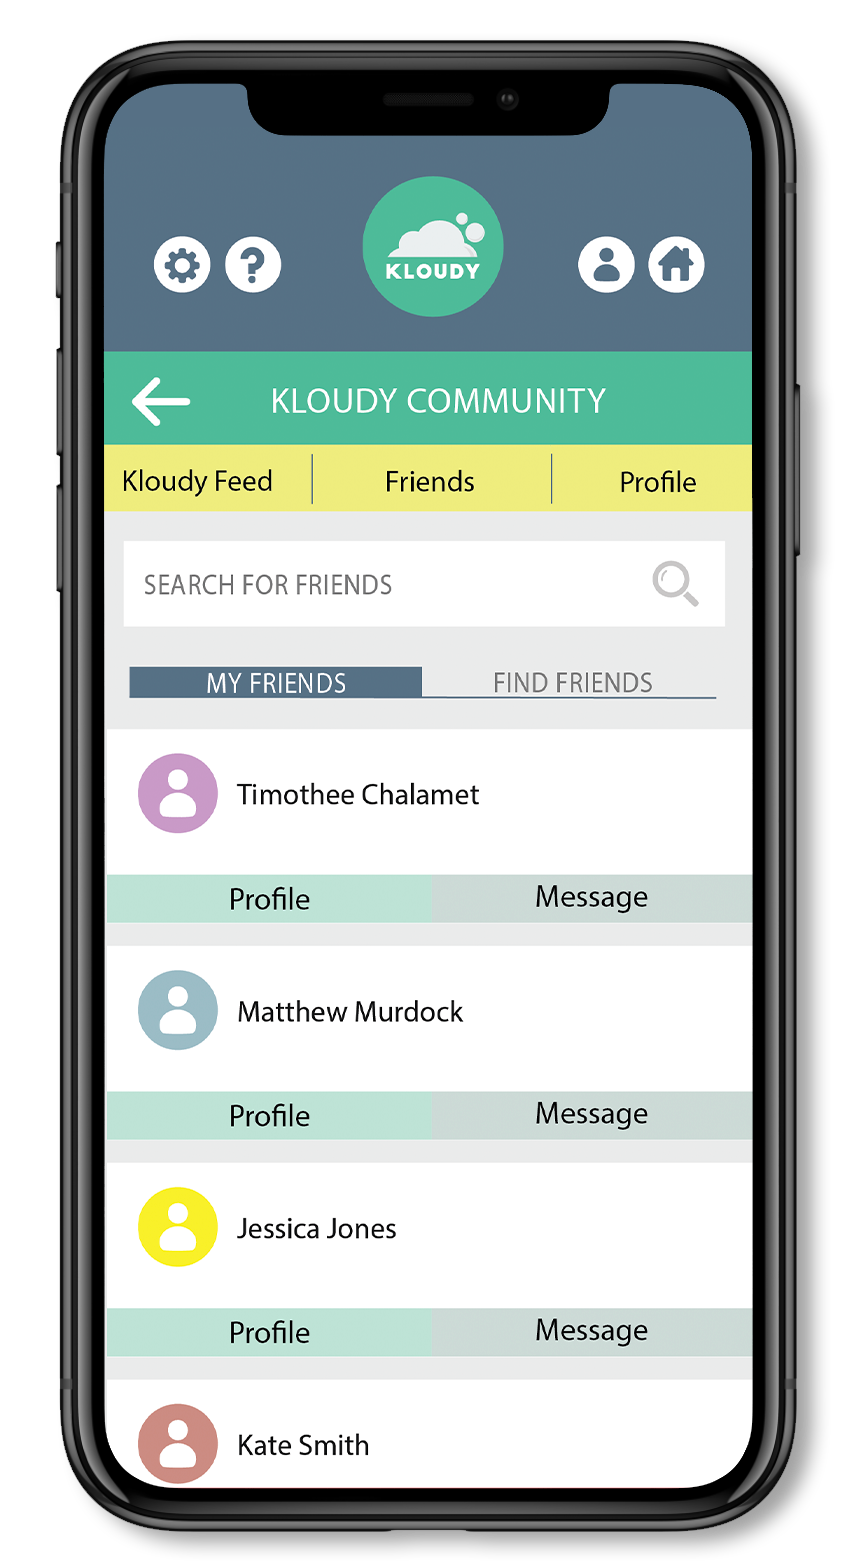 KLOUDY
KLOUDY COMMUNITY
Kloudy Feed
Friends
Profile
SEARCH FOR FRIENDS
MY FRIENDS
FIND FRIENDS
Timothee Chalamet
Profile
Message
Matthew Murdock
Profile
Message
Jessica Jones
Profile
Message
Kate Smith